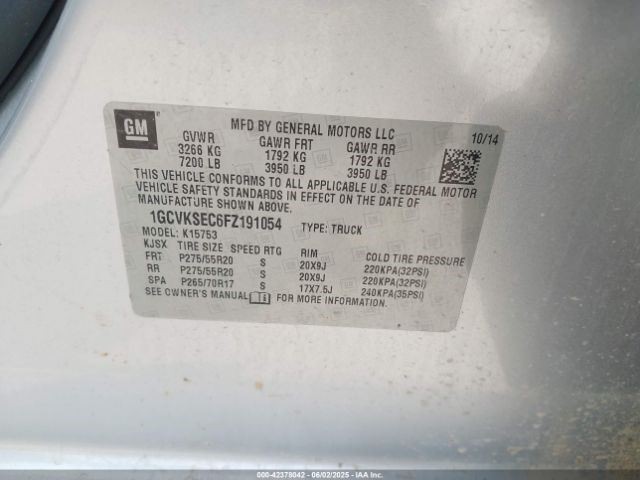 GM
MFD BY GENERAL MOTORS LLC
10/14
GVWR GAWR FRT GAWR RR
3266 KG 1792 KG 1792 KG
7200 LB 3950 LB 3950 LB
THIS VEHICLE CONFORMS TO ALL APPLICABLE U.S. FEDERAL MOTOR
VEHICLE SAFETY STANDARDS IN EFFECT ON THE DATE OF
MANUFACTURE SHOWN ABOVE.
1GCVKSEC6FZ191054 TYPE: TRUCK
MODEL: K15753
KJSX TIRE SIZE SPEED RTG RIM COLD TIRE PRESSURE
FRT P275/55R20 S 20X9J 220KPA(32PSI)
RR P275/55R20 S 20X9J 220KPA(32PSI)
SPA P265/70R17 S 17X7.5J 240KPA(35PSI)
SEE OWNER'S MANUAL FOR MORE INFORMATION.
000-42378042 - 06/02/2025 - IAAI.COM